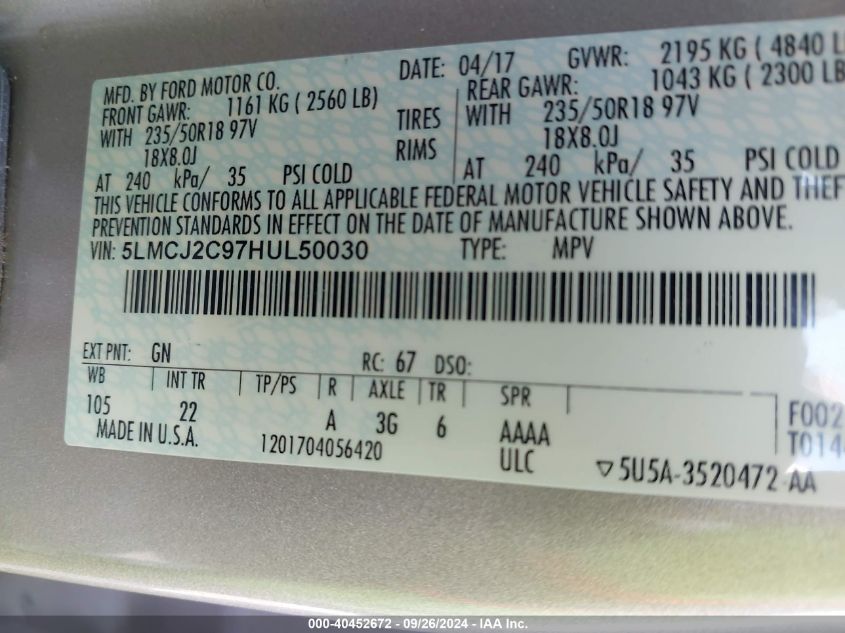 MFD. BY FORD MOTOR CO. DATE: 04/17 GVWR: 2195 KG ( 4840 L
FRONT GAWR: 1161 KG ( 2560 LB) REAR GAWR: 1043 KG ( 2300 LB
WITH 235/50R18 97V TIRES WITH 235/50R18 97V
18X8.0J RIMS 18X8.0J
AT 240 kPa/ 35 PSI COLD AT 240 kPa/ 35 PSI COLD
THIS VEHICLE CONFORMS TO ALL APPLICABLE FEDERAL MOTOR VEHICLE SAFETY AND THEF
PREVENTION STANDARDS IN EFFECT ON THE DATE OF MANUFACTURE SHOWN ABOVE.
VIN: 5LMCJ2C97HUL50030 TYPE: MPV
EXT PNT: GN RC: 67 DSO:
WB INT TR TP/PS R AXLE TR SPR
105 22 A 3G 6 AAAA F002
MADE IN U.S.A. 1201704056420 ULC T014
▽5U5A-3520472-AA
000-40452672 - 09/26/2024 - IAA Inc.